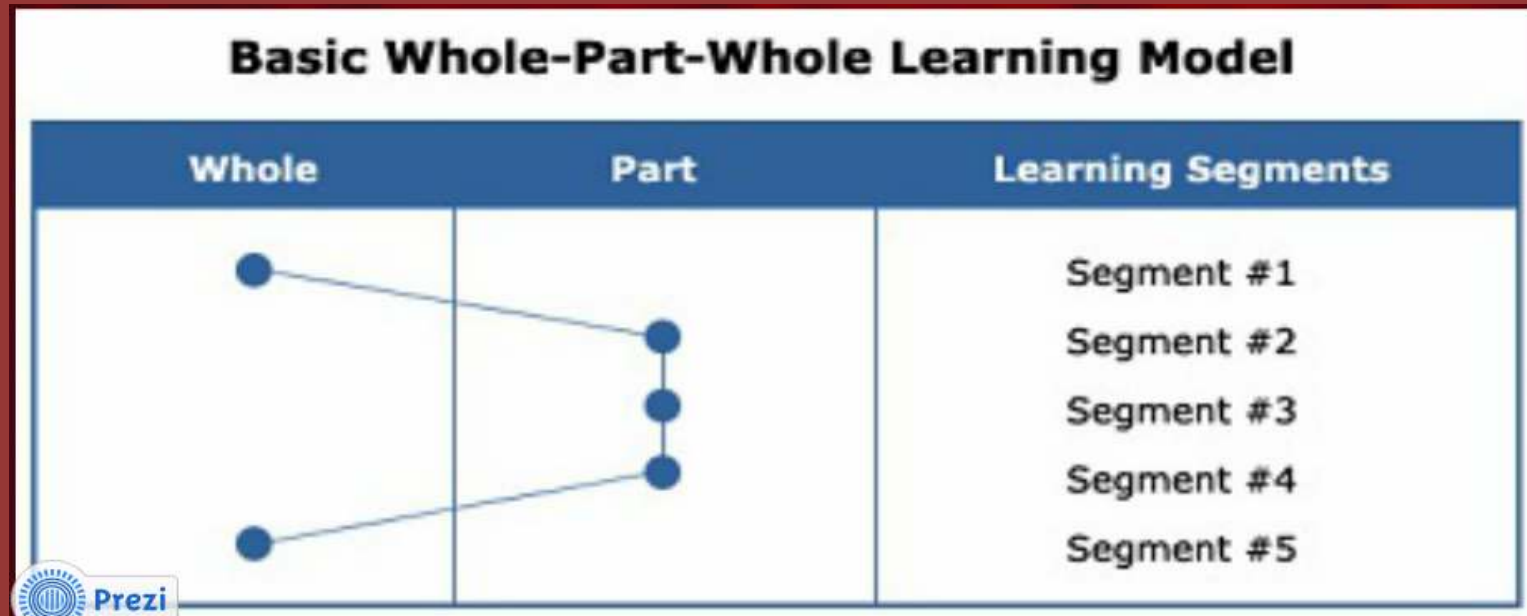 Basic Whole-Part-Whole Learning Model
Whole Part Learning Segments
Segment #1
Segment #2
Segment #3
Segment #4
Segment #5
Prezi